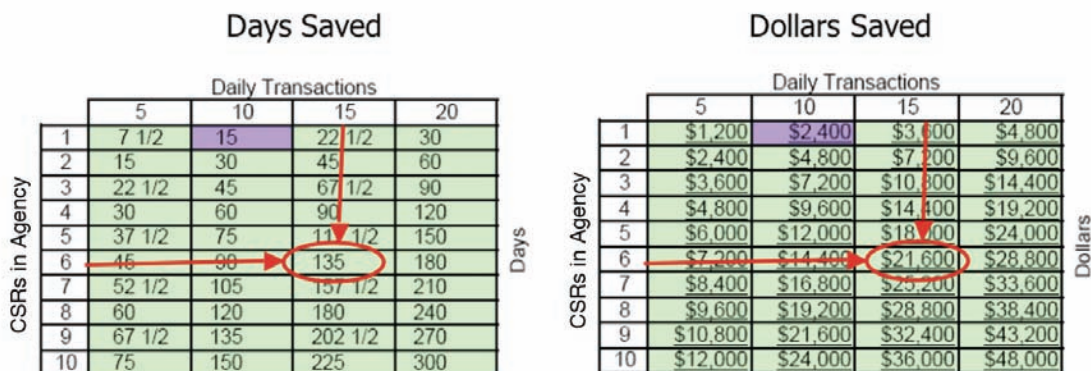 Days Saved
Daily Transactions
5 10 15 20
1 7 1/2 15 22 1/2 30
2 15 30 45 60
3 22 1/2 45 67 1/2 90
4 30 60 90 120
5 37 1/2 75 112 1/2 150
6 45 90 135 180
7 52 1/2 105 157 1/2 210
8 60 120 180 240
9 67 1/2 135 202 1/2 270
10 75 150 225 300
CSRs in Agency
Days
Dollars Saved
Daily Transactions
5 10 15 20
1 $1,200 $2,400 $3,600 $4,800
2 $2,400 $4,800 $7,200 $9,600
3 $3,600 $7,200 $10,800 $14,400
4 $4,800 $9,600 $14,400 $19,200
5 $6,000 $12,000 $18,000 $24,000
6 $7,200 $14,400 $21,600 $28,800
7 $8,400 $16,800 $25,200 $33,600
8 $9,600 $19,200 $28,800 $38,400
9 $10,800 $21,600 $32,400 $43,200
10 $12,000 $24,000 $36,000 $48,000
CSRs in Agency
Dollars